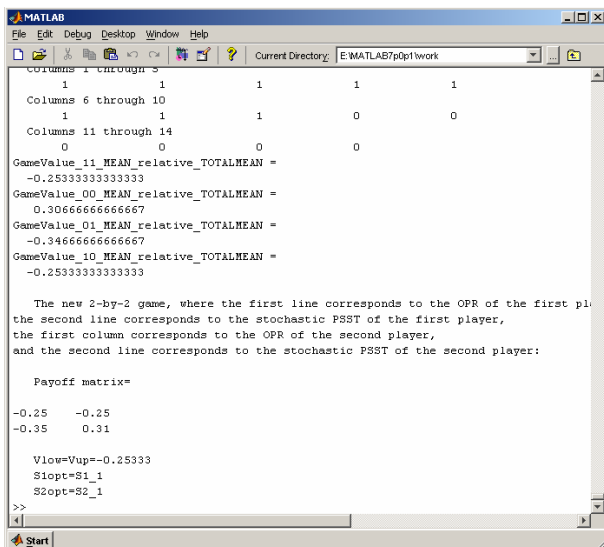 MATLAB
File Edit Debug Desktop Window Help
Current Directory: E:\MATLAB7p0p1\work
Columns 1 through 5
1 1 1 1 1
Columns 6 through 10
1 1 1 0 0
Columns 11 through 14
0 0 0 0
GameValue_11_MEAN_relative_TOTALMEAN =
-0.25333333333333
GameValue_00_MEAN_relative_TOTALMEAN =
0.30666666666667
GameValue_01_MEAN_relative_TOTALMEAN =
-0.34666666666667
GameValue_10_MEAN_relative_TOTALMEAN =
-0.25333333333333
The new 2-by-2 game, where the first line corresponds to the OPR of the first pl
the second line corresponds to the stochastic PSST of the first player,
the first column corresponds to the OPR of the second player,
and the second line corresponds to the stochastic PSST of the second player:
Payoff matrix=
-0.25 -0.25
-0.35 0.31
Vlow=Vup=-0.25333
S1opt=S1_1
S2opt=S2_1
>>
Start